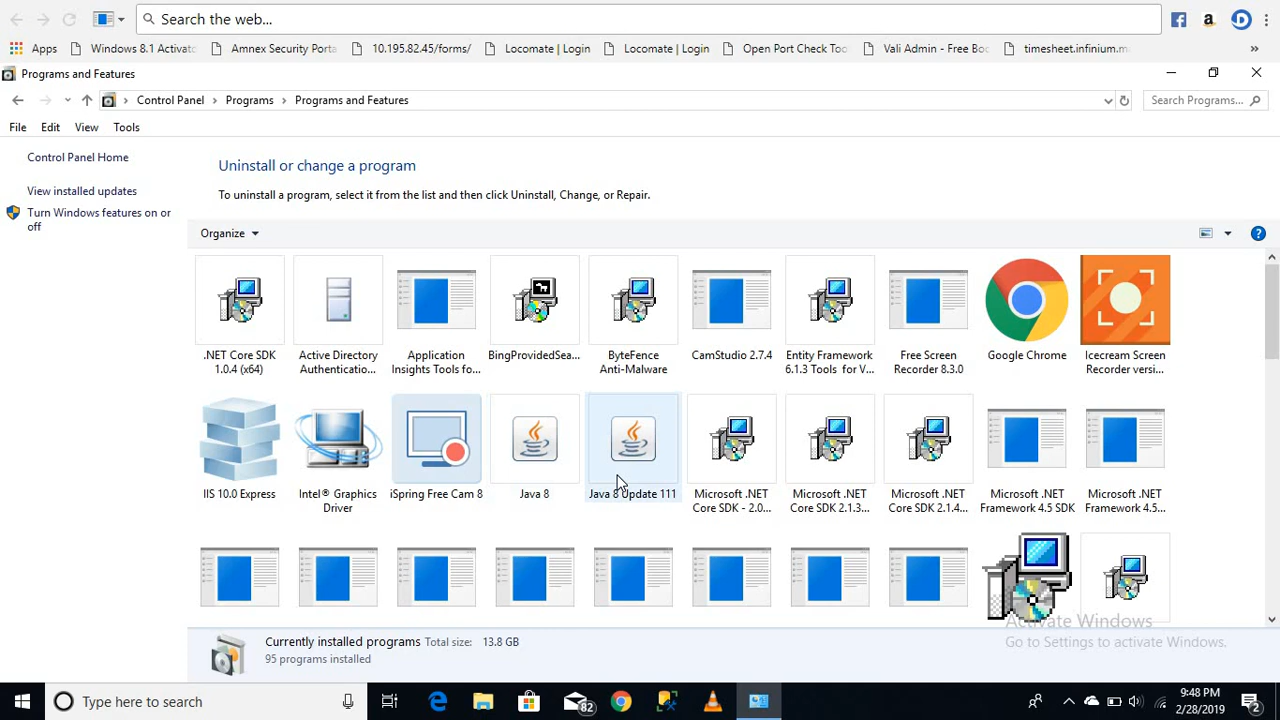 Search the web...
Apps
Windows 8.1 Activato
Amnex Security Porta
10.195.82.45/forms/
Locomate | Login
Locomate | Login
Open Port Check Too
Vali Admin - Free Boo
timesheet.infinium.ma
»
Programs and Features
Control Panel > Programs > Programs and Features
Search Programs...
File Edit View Tools
Control Panel Home
View installed updates
Turn Windows features on or
off
Uninstall or change a program
To uninstall a program, select it from the list and then click Uninstall, Change, or Repair.
Organize
.NET Core SDK
1.0.4 (x64)
Active Directory
Authenticatio...
Application
Insights Tools fo...
BingProvidedSea...
ByteFence
Anti-Malware
CamStudio 2.7.4
Entity Framework
6.1.3 Tools for V...
Free Screen
Recorder 8.3.0
Google Chrome
Icecream Screen
Recorder versi...
IIS 10.0 Express
Intel® Graphics
Driver
iSpring Free Cam 8
Java 8
Java 8 Update 111
Microsoft .NET
Core SDK - 2.0...
Microsoft .NET
Core SDK 2.1.3...
Microsoft .NET
Core SDK 2.1.4...
Microsoft .NET
Framework 4.5 SDK
Microsoft .NET
Framework 4.5...
Activate Windows
Go to Settings to activate Windows.
Currently installed programs Total size: 13.8 GB
95 programs installed
Type here to search
82
9:48 PM
2/28/2019
2